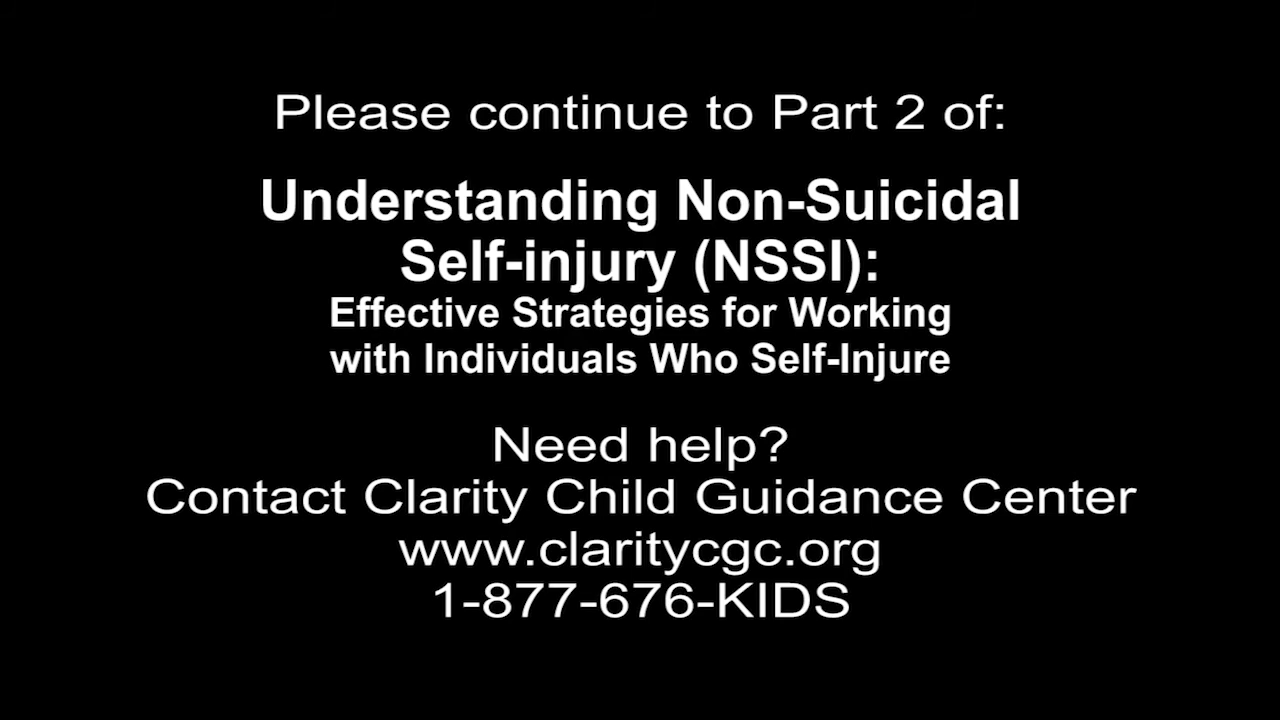 Please continue to Part 2 of:
Understanding Non-Suicidal
Self-injury (NSSI):
Effective Strategies for Working
with Individuals Who Self-Injure
Need help?
Contact Clarity Child Guidance Center
www.claritycgc.org
1-877-676-KIDS